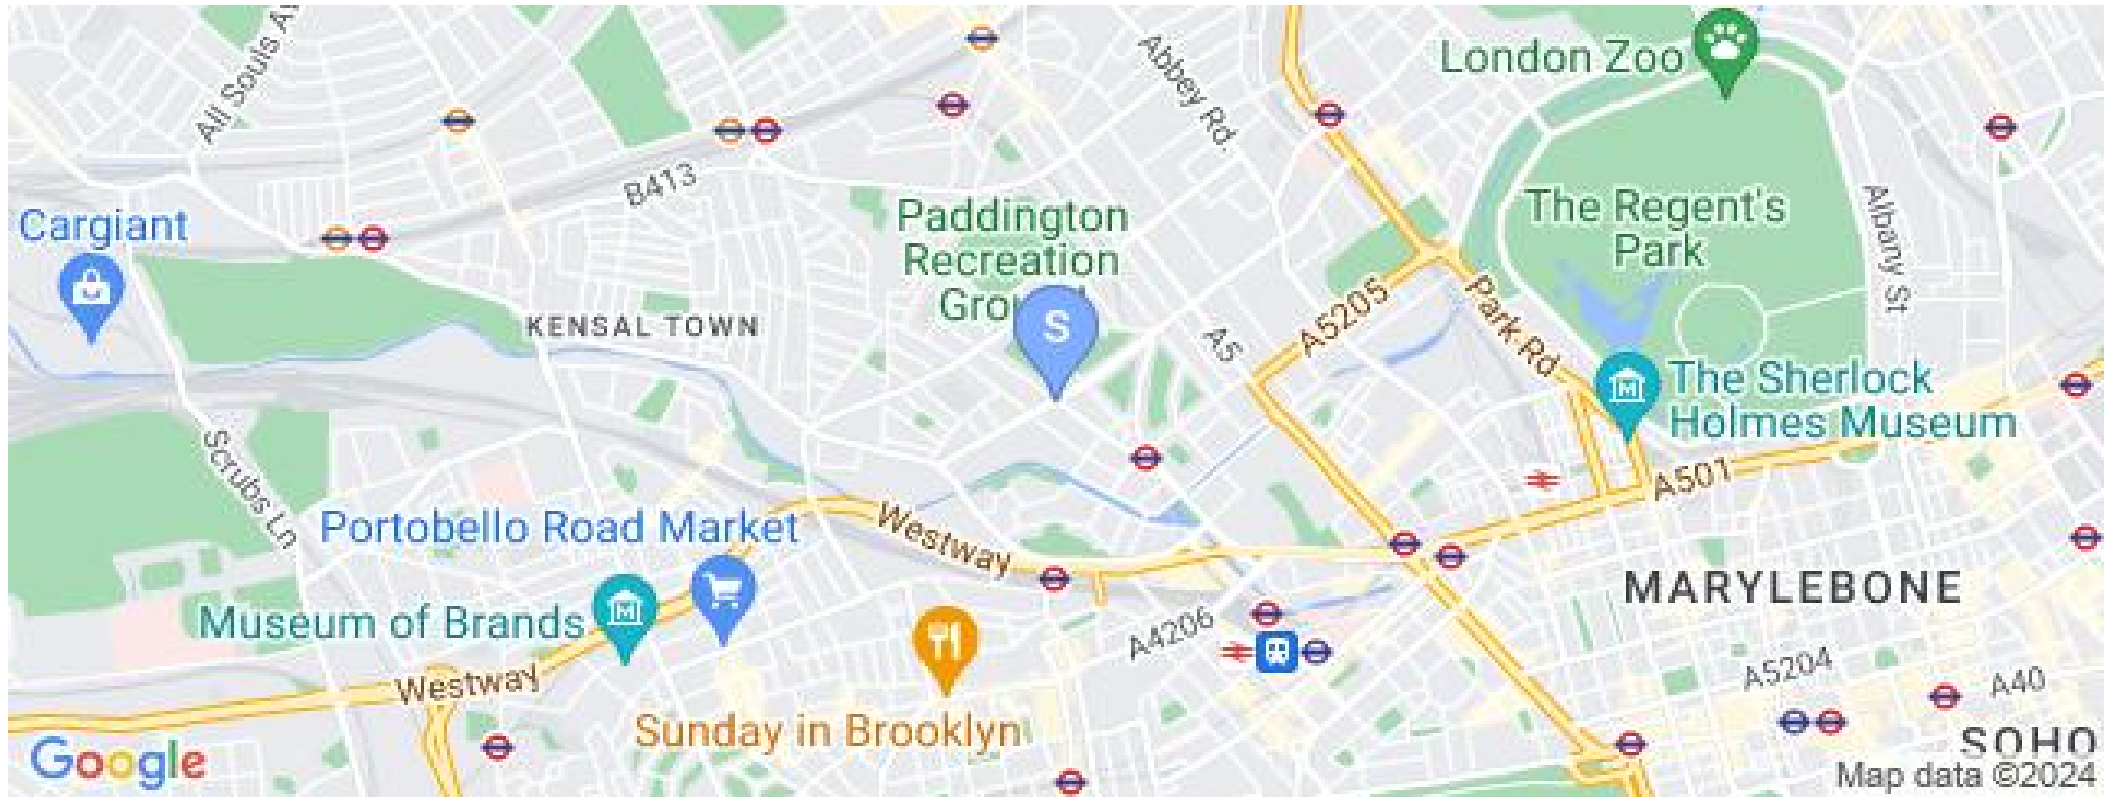 All Souls Av
Abbey Rd.
London Zoo
B413
Cargiant
Paddington
Recreation
The Regent's
Park
Albany St
S
KENSAL TOWN
A5
A5205
Park Rd
The Sherlock
Holmes Museum
Scrubs Ln
A501
Portobello Road Market
Westway
MARYLEBONE
Museum of Brands
A4206
Westway
A5204
A40
Sunday in Brooklyn
SOHO
Google
Map data ©2024